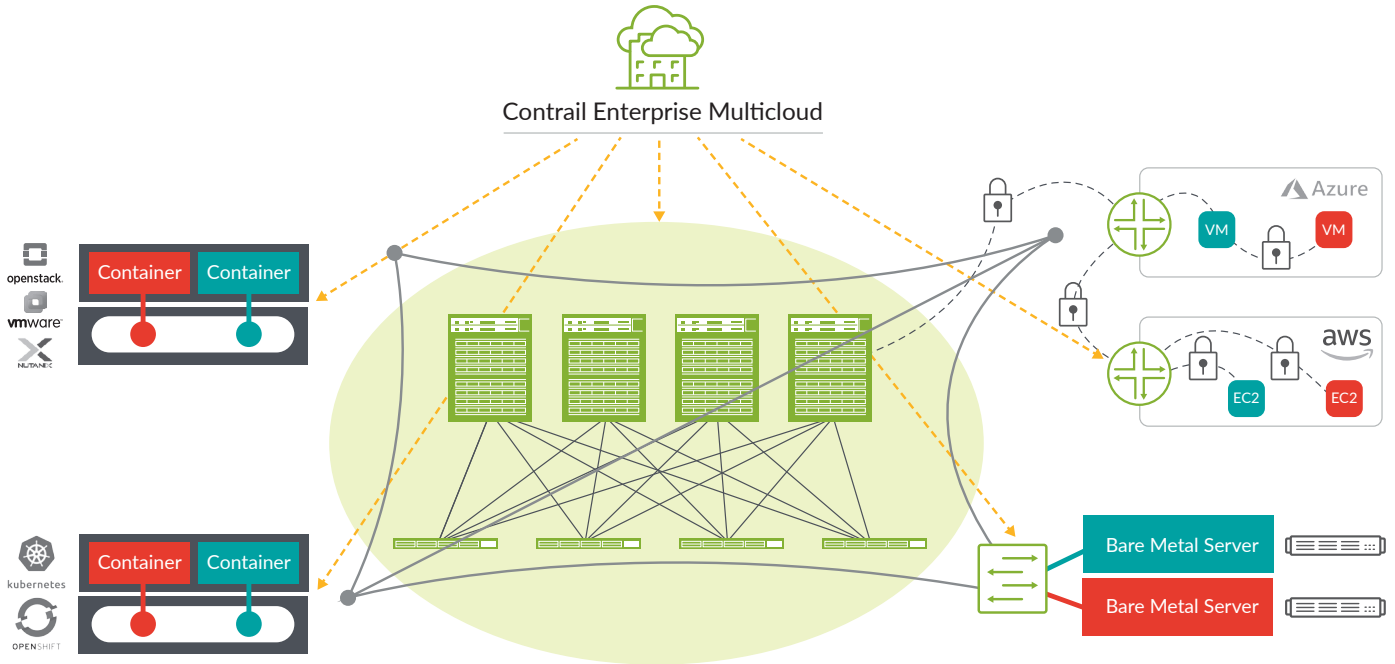 Contrail Enterprise Multicloud
Azure
VM
VM
openstack.
Container
Container
vmware
NUTANIX
aws
EC2
EC2
Container
Container
kubernetes
OPENSHIFT
Bare Metal Server
Bare Metal Server